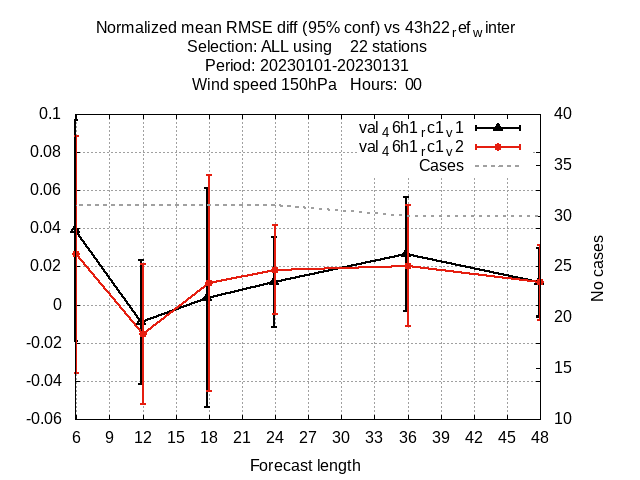 Normalized mean RMSE diff (95% conf) vs 43h22ᵣef_winter
Selection: ALL using 22 stations
Period: 20230101-20230131
Wind speed 150hPa Hours: 00
0.1
0.08
0.06
0.04
0.02
0
-0.02
-0.04
-0.06
40
35
30
25
20
15
10
No cases
val₄6h1ᵣc1ᵥ1
val₄6h1ᵣc1ᵥ2
Cases
6 9 12 15 18 21 24 27 30 33 36 39 42 45 48
Forecast length